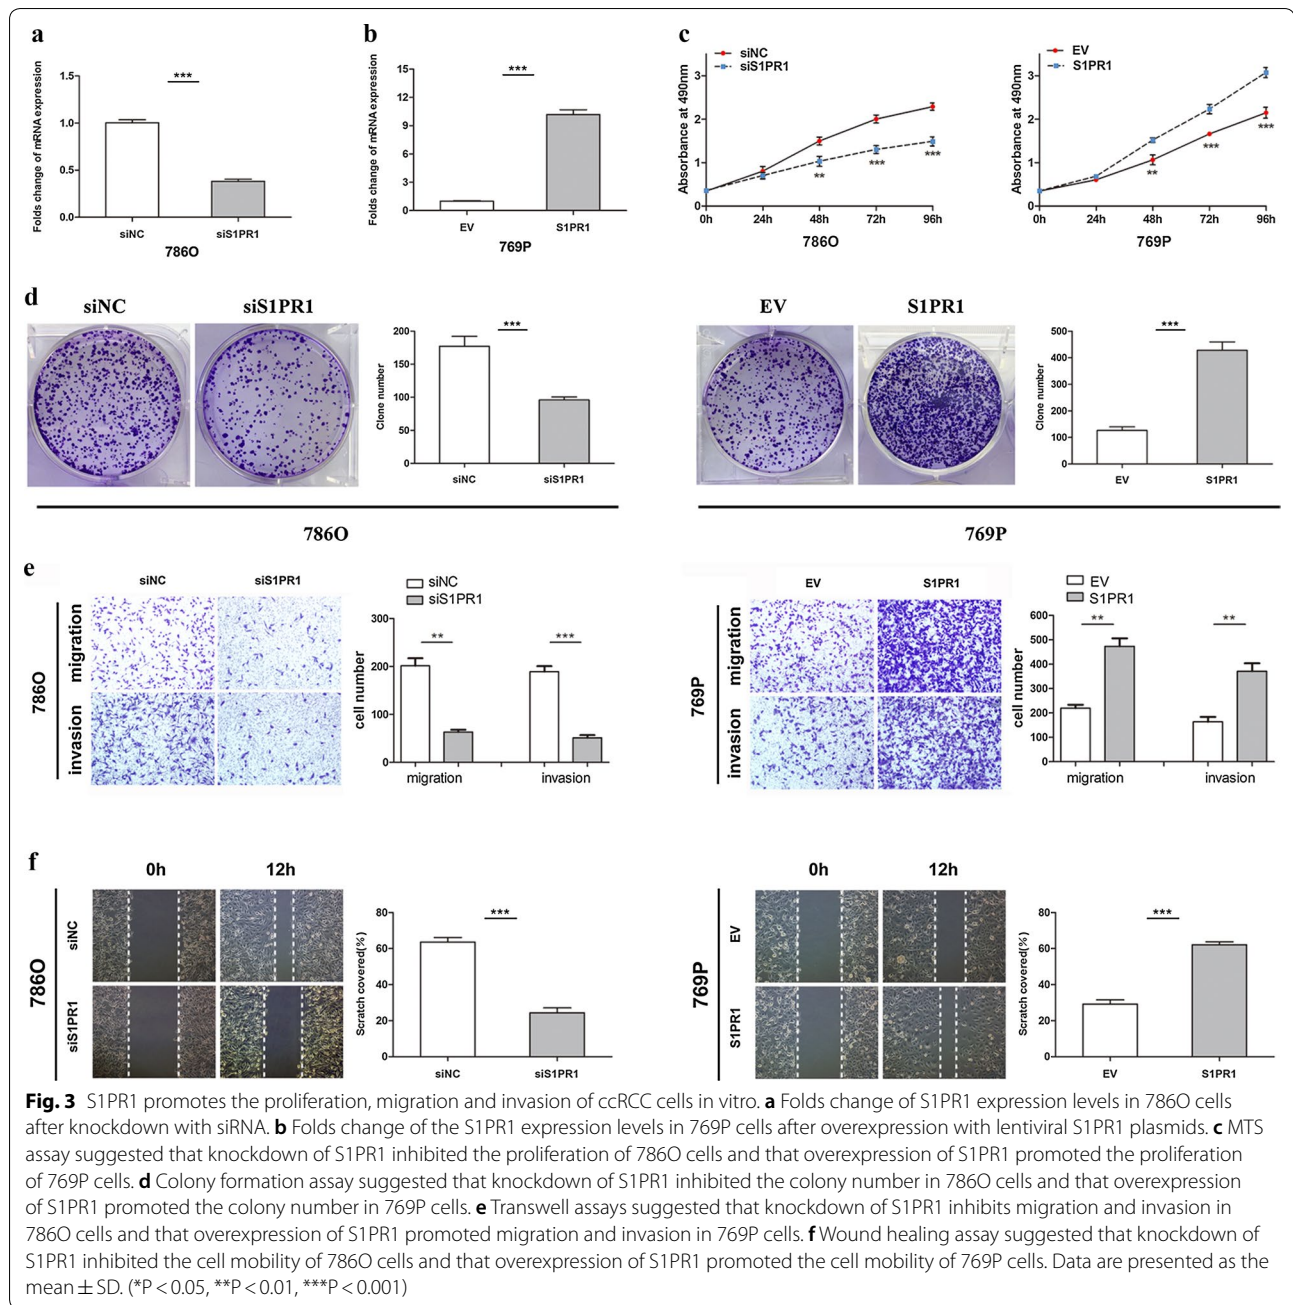 a
Folds change of mRNA expression
1.5
1.0
0.5
0.0
***
siNC
siS1PR1
786O
b
Folds change of mRNA expression
15
12
9
6
3
0
***
EV
S1PR1
769P
c
Absorbance at 490nm
siNC
siS1PR1
3
2
1
0
**
***
***
0h 24h 48h 72h 96h
786O
Absorbance at 490nm
EV
S1PR1
3
2
1
0
**
***
***
0h 24h 48h 72h 96h
769P
d
siNC siS1PR1
Clone number
200
150
100
50
0
***
siNC siS1PR1
786O
EV S1PR1
Clone number
500
400
300
200
100
0
***
EV S1PR1
769P
e
siNC siS1PR1
786O
migration
invasion
siNC
siS1PR1
cell number
300
200
100
0
**
***
migration invasion
EV S1PR1
769P
migration
invasion
EV
S1PR1
cell number
600
500
400
300
200
100
0
**
**
migration invasion
f
0h 12h
786O
siNC
siS1PR1
Scratch covered(%)
80
60
40
20
0
***
siNC siS1PR1
0h 12h
769P
EV
S1PR1
Scratch covered(%)
80
60
40
20
0
***
EV S1PR1
Fig. 3 S1PR1 promotes the proliferation, migration and invasion of ccRCC cells in vitro. a Folds change of S1PR1 expression levels in 786O cells
after knockdown with siRNA. b Folds change of the S1PR1 expression levels in 769P cells after overexpression with lentiviral S1PR1 plasmids. c MTS
assay suggested that knockdown of S1PR1 inhibited the proliferation of 786O cells and that overexpression of S1PR1 promoted the proliferation
of 769P cells. d Colony formation assay suggested that knockdown of S1PR1 inhibited the colony number in 786O cells and that overexpression
of S1PR1 promoted the colony number in 769P cells. e Transwell assays suggested that knockdown of S1PR1 inhibits migration and invasion in
786O cells and that overexpression of S1PR1 promoted migration and invasion in 769P cells. f Wound healing assay suggested that knockdown of
S1PR1 inhibited the cell mobility of 786O cells and that overexpression of S1PR1 promoted the cell mobility of 769P cells. Data are presented as the
mean ± SD. (*P < 0.05, **P < 0.01, ***P < 0.001)